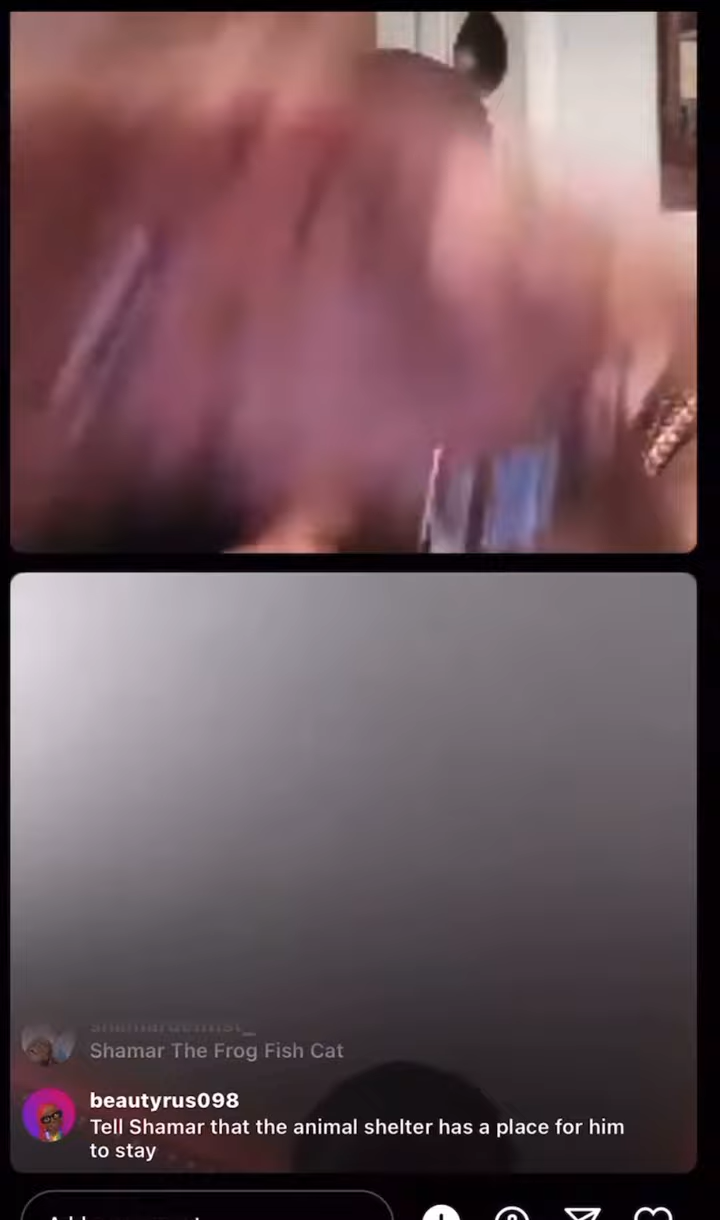 Shamar The Frog Fish Cat
beautyrus098
Tell Shamar that the animal shelter has a place for him
to stay